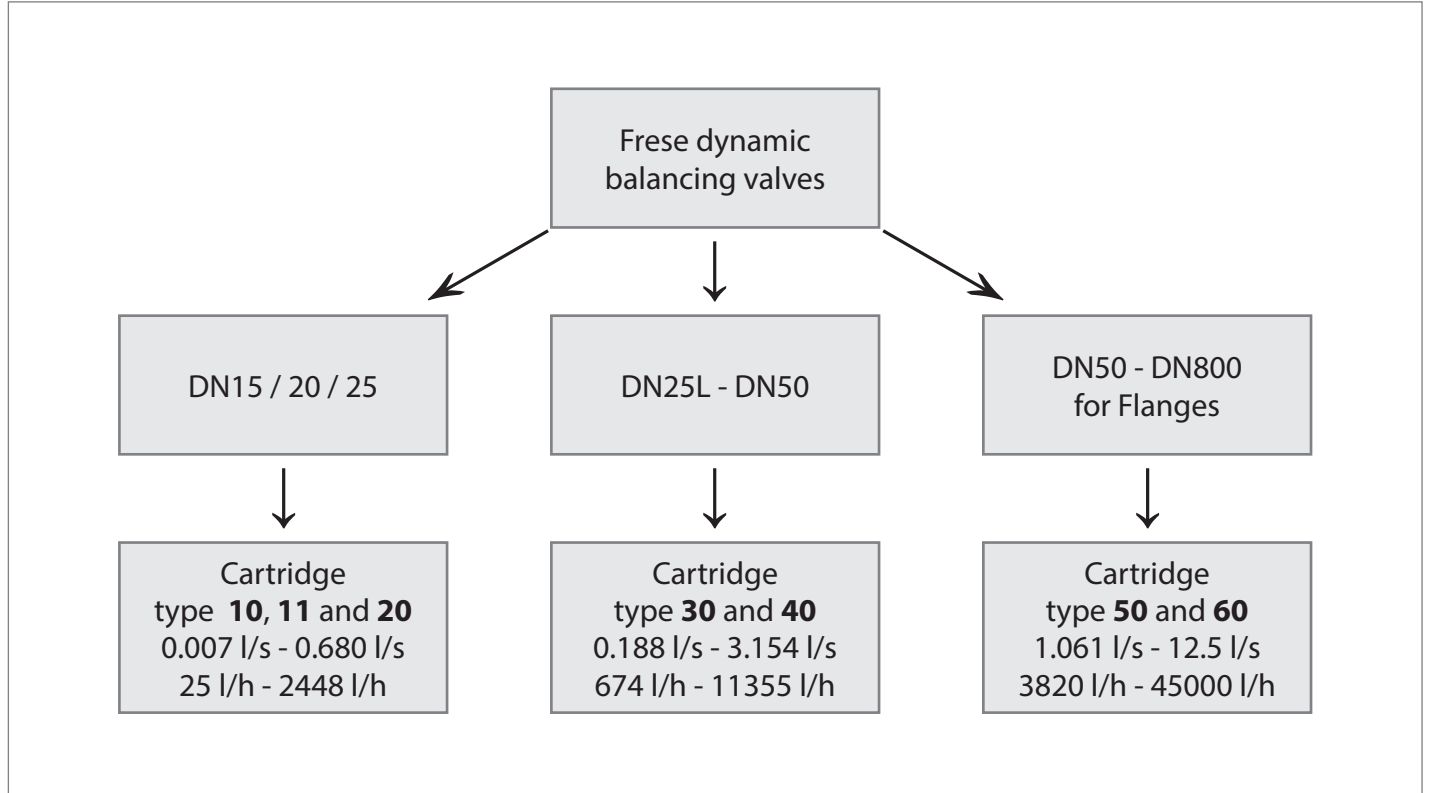 Frese dynamic
balancing valves
DN15 / 20 / 25
DN25L - DN50
DN50 - DN800
for Flanges
Cartridge
type 10, 11 and 20
0.007 l/s - 0.680 l/s
25 l/h - 2448 l/h
Cartridge
type 30 and 40
0.188 l/s - 3.154 l/s
674 l/h - 11355 l/h
Cartridge
type 50 and 60
1.061 l/s - 12.5 l/s
3820 l/h - 45000 l/h